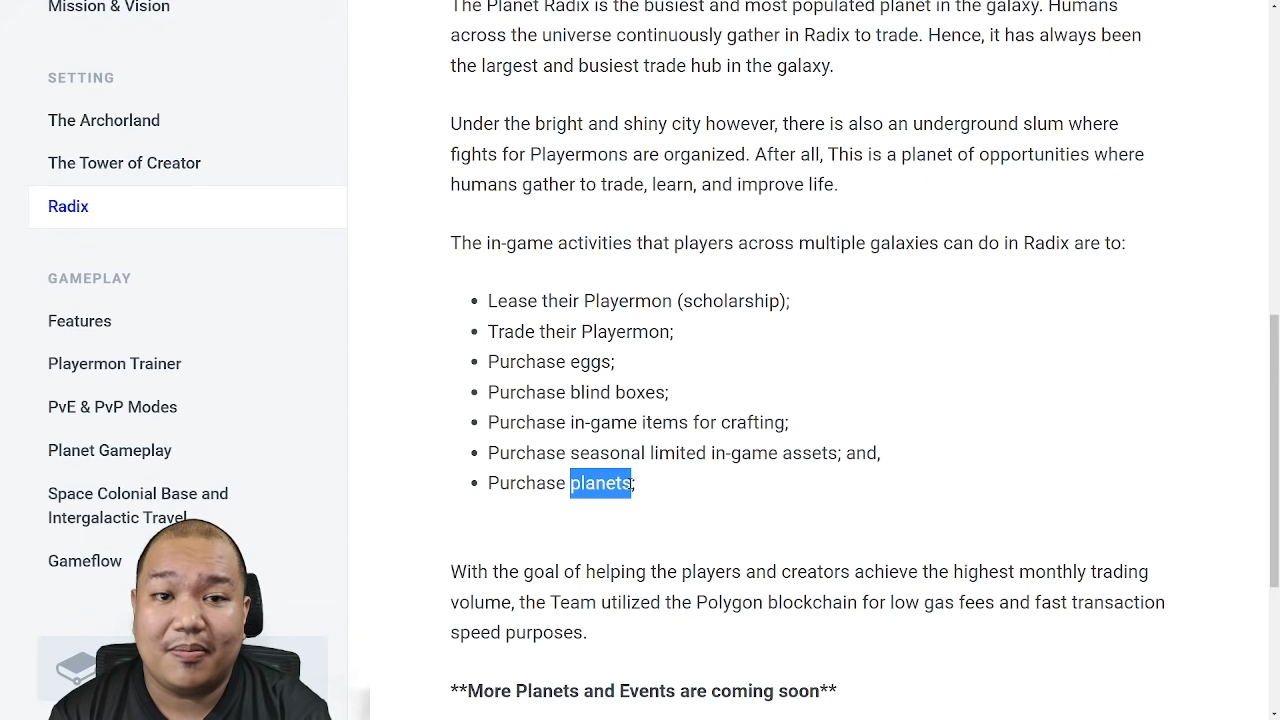 Mission & Vision
SETTING
The Archorland
The Tower of Creator
Radix
GAMEPLAY
Features
Playermon Trainer
PvE & PvP Modes
Planet Gameplay
Space Colonial Base and
Intergalactic Travel
Gameflow
The Planet Radix is the busiest and most populated planet in the galaxy. Humans
across the universe continuously gather in Radix to trade. Hence, it has always been
the largest and busiest trade hub in the galaxy.
Under the bright and shiny city however, there is also an underground slum where
fights for Playermons are organized. After all, This is a planet of opportunities where
humans gather to trade, learn, and improve life.
The in-game activities that players across multiple galaxies can do in Radix are to:
• Lease their Playermon (scholarship);
• Trade their Playermon;
• Purchase eggs;
• Purchase blind boxes;
• Purchase in-game items for crafting;
• Purchase seasonal limited in-game assets; and,
• Purchase planets;
With the goal of helping the players and creators achieve the highest monthly trading
volume, the Team utilized the Polygon blockchain for low gas fees and fast transaction
speed purposes.
**More Planets and Events are coming soon**